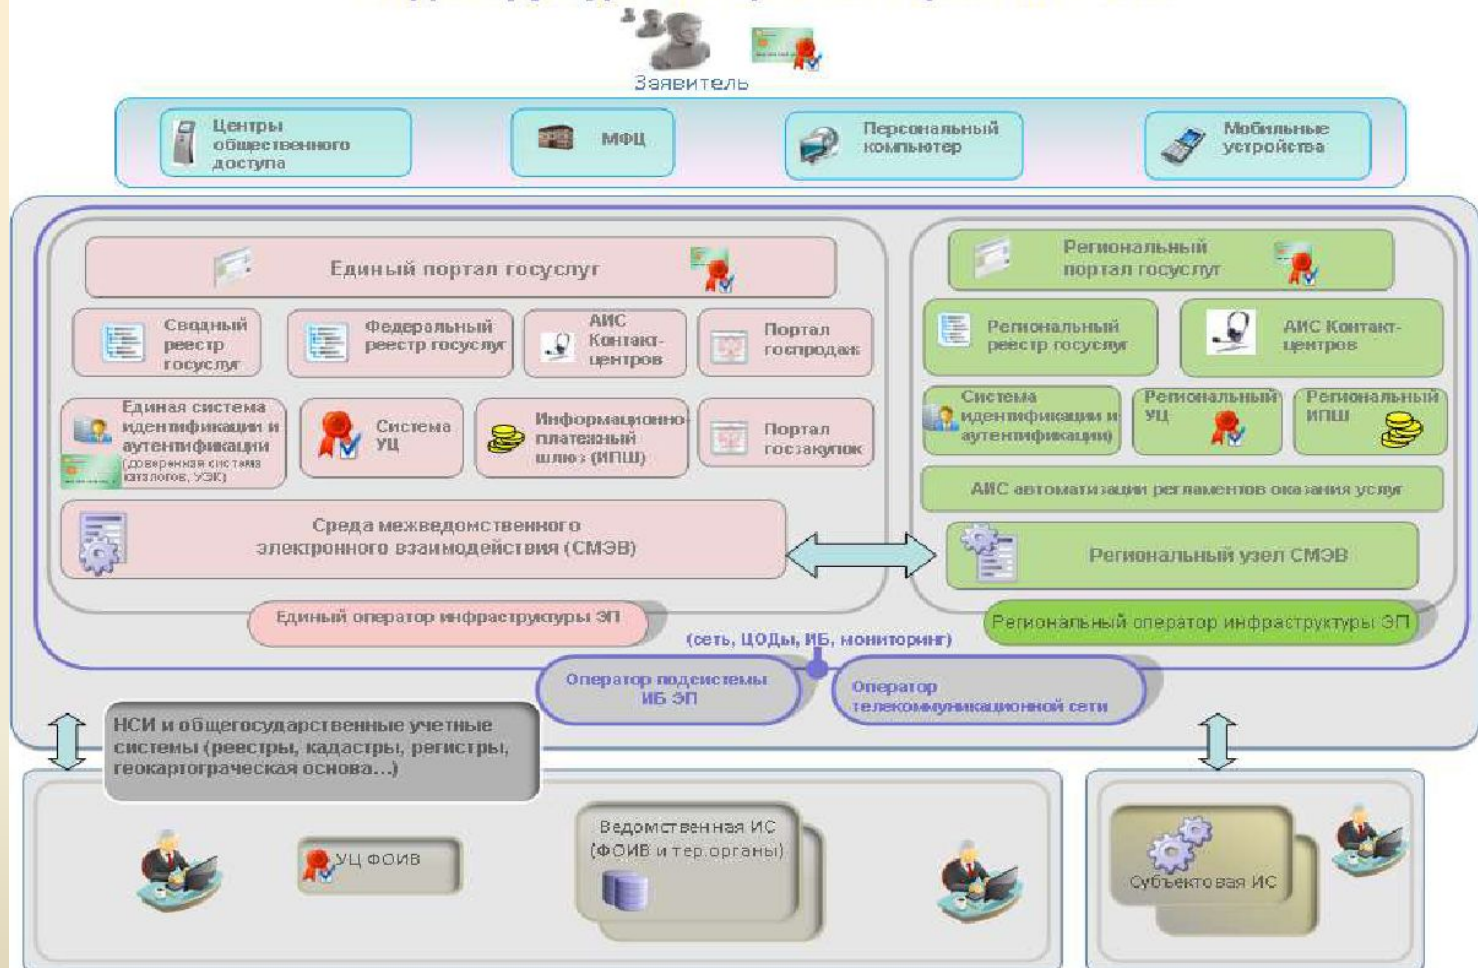 Заявитель
Центры
общественного
доступа
МФЦ
Персональный
компьютер
Мобильные
устройства
Единый портал госуслуг
Сводный
реестр
госуслуг
Федеральный
реестр госуслуг
АИС
Контакт-
центров
Портал
госпродаж
Единая система
идентификации и
аутентификации
(доверенная система
каталогов, УЭК)
Система
УЦ
Информационно-
платежный
шлюз (ИПШ)
Портал
госзакупок
Среда межведомственного
электронного взаимодействия (СМЭВ)
Единый оператор инфраструктуры ЭП
Региональный
портал госуслуг
Региональный
реестр госуслуг
АИС Контакт-
центров
Система
идентификации и
аутентификации)
Региональный
УЦ
Региональный
ИПШ
АИС автоматизации регламентов оказания услуг
Региональный узел СМЭВ
Региональный оператор инфраструктуры ЭП
(сеть, ЦОДы, ИБ, мониторинг)
Оператор подсистемы
ИБ ЭП
Оператор
телекоммуникационной сети
НСИ и общегосударственные учетные
системы (реестры, кадастры, регистры,
геокартограческая основа...)
УЦ ФОИВ
Ведомственная ИС
(ФОИВ и тер.органы)
Субъектовая ИС